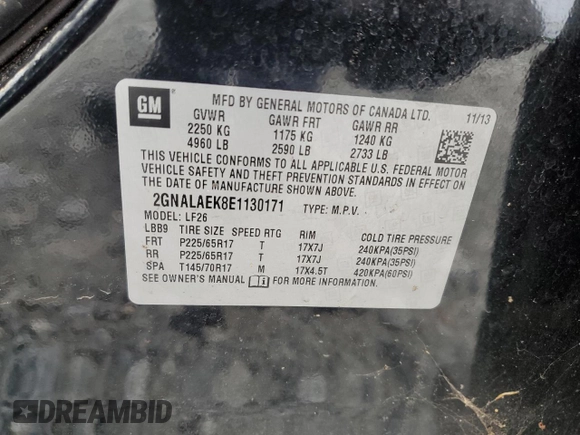 GM
MFD BY GENERAL MOTORS OF CANADA LTD.
11/13
GVWR GAWR FRT GAWR RR
2250 KG 1175 KG 1240 KG
4960 LB 2590 LB 2733 LB
THIS VEHICLE CONFORMS TO ALL APPLICABLE U.S. FEDERAL MOTOR
VEHICLE SAFETY AND THEFT PREVENTION STANDARDS IN EFFECT ON
THE DATE OF MANUFACTURE SHOWN ABOVE.
2GNALAEK8E1130171 TYPE: M.P.V.
MODEL: LF26
LBB9 TIRE SIZE SPEED RTG RIM COLD TIRE PRESSURE
FRT P225/65R17 T 17X7J 240KPA(35PSI)
RR P225/65R17 T 17X7J 240KPA(35PSI)
SPA T145/70R17 M 17X4.5T 420KPA(60PSI)
SEE OWNER'S MANUAL FOR MORE INFORMATION.
DREAMBID